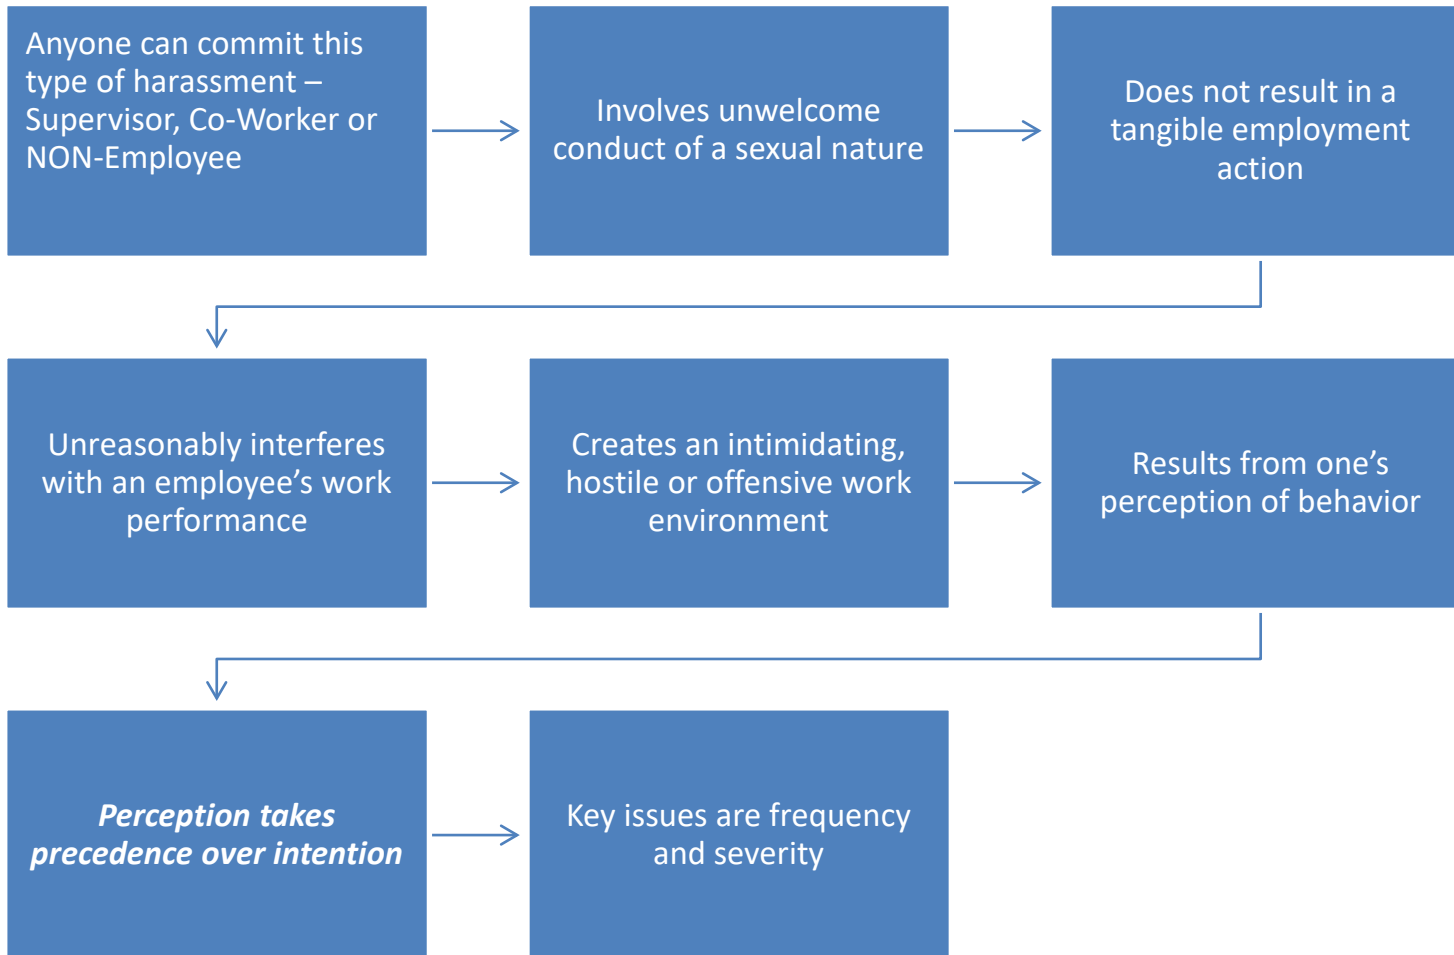 Anyone can commit this
type of harassment –
Supervisor, Co-Worker or
NON-Employee
Involves unwelcome
conduct of a sexual nature
Does not result in a
tangible employment
action
Unreasonably interferes
with an employee’s work
performance
Creates an intimidating,
hostile or offensive work
environment
Results from one’s
perception of behavior
Perception takes
precedence over intention
Key issues are frequency
and severity